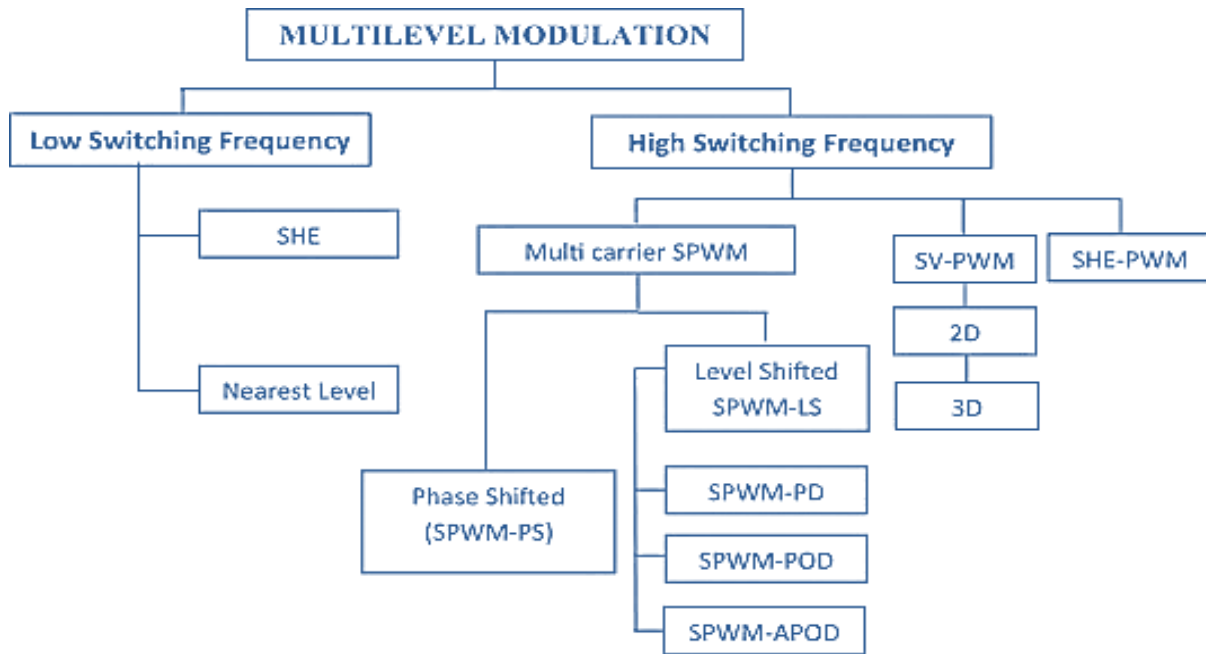 MULTILEVEL MODULATION
Low Switching Frequency
High Switching Frequency
SHE
Nearest Level
Multi carrier SPWM
SV-PWM
SHE-PWM
2D
3D
Phase Shifted
(SPWM-PS)
Level Shifted
SPWM-LS
SPWM-PD
SPWM-POD
SPWM-APOD